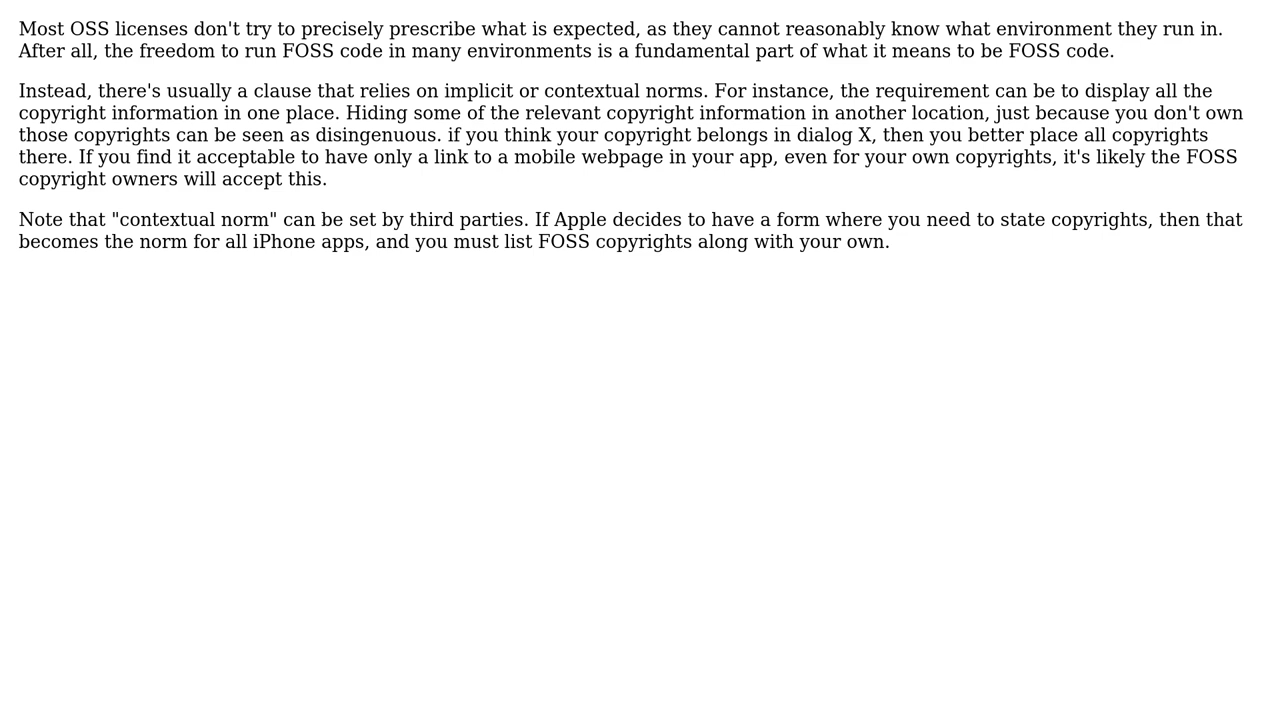 Most OSS licenses don't try to precisely prescribe what is expected, as they cannot reasonably know what environment they run in.
After all, the freedom to run FOSS code in many environments is a fundamental part of what it means to be FOSS code.
Instead, there's usually a clause that relies on implicit or contextual norms. For instance, the requirement can be to display all the
copyright information in one place. Hiding some of the relevant copyright information in another location, just because you don't own
those copyrights can be seen as disingenuous. if you think your copyright belongs in dialog X, then you better place all copyrights
there. If you find it acceptable to have only a link to a mobile webpage in your app, even for your own copyrights, it's likely the FOSS
copyright owners will accept this.
Note that "contextual norm" can be set by third parties. If Apple decides to have a form where you need to state copyrights, then that
becomes the norm for all iPhone apps, and you must list FOSS copyrights along with your own.